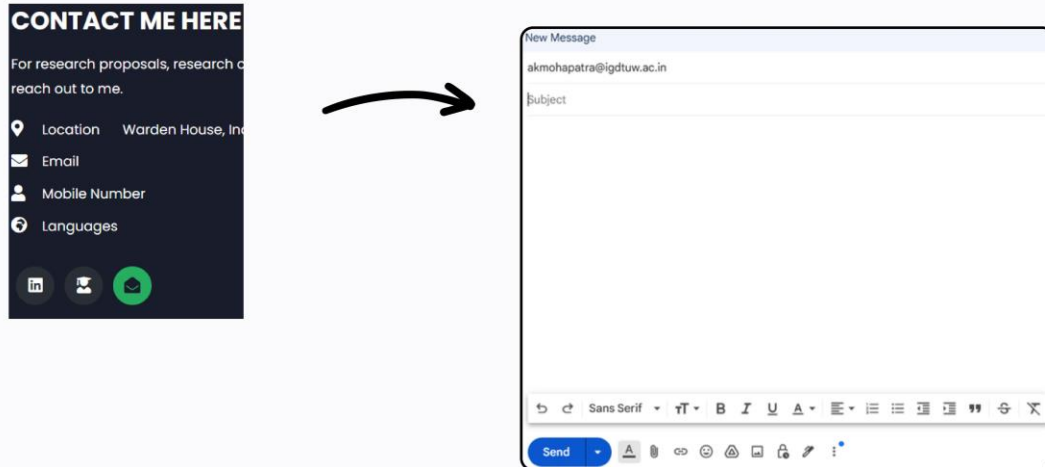 CONTACT ME HERE
For research proposals, research
reach out to me.
Location Warden House,
Email
Mobile Number
Languages
in
New Message
akmohapatra@igdtuw.ac.in
Subject
Sans Serif
B I U A
Send A